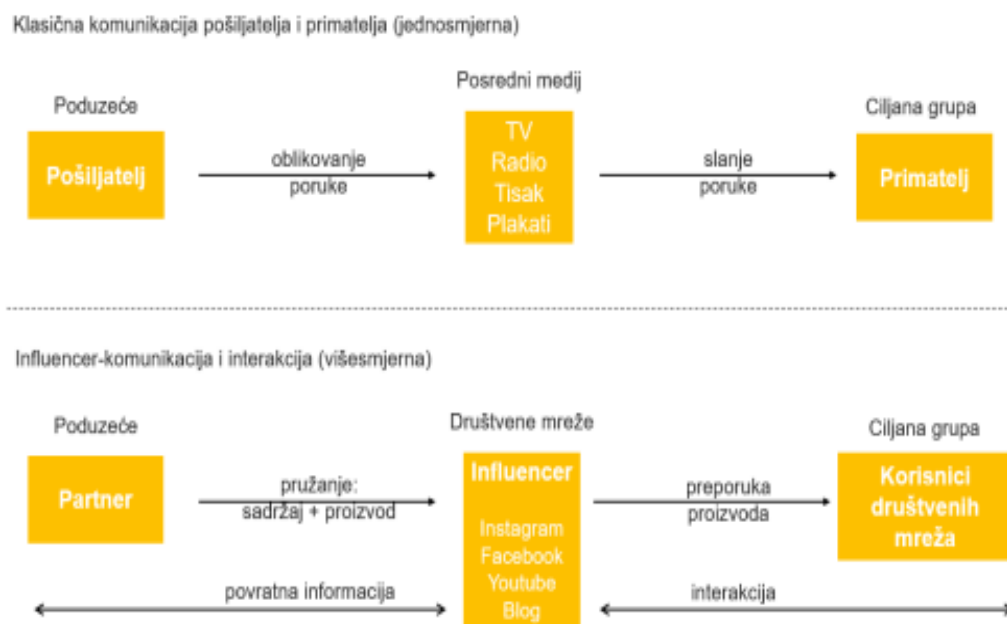 Klasična komunikacija pošiljatelja i primatelja (jednosmjerna)
Poduzeće
Posredni medij
Ciljana grupa
Pošiljatelj
oblikovanje
poruke
TV
Radio
Tisak
Plakati
slanje
poruke
Primatelj
Influencer-komunikacija i interakcija (višesmjerna)
Poduzeće
Društvene mreže
Ciljana grupa
Partner
pružanje:
sadržaj + proizvod
Influencer
Instagram
Facebook
Youtube
Blog
preporuka
proizvoda
Korisnici
društvenih
mreža
povratna informacija
interakcija